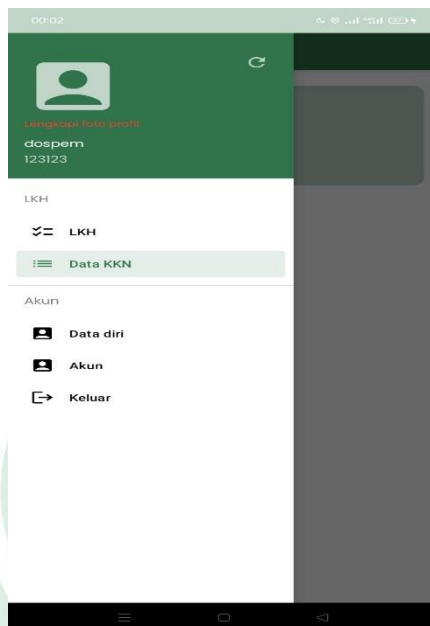 00:02
Lengkapi foto profil
dospem
123123
LKH
LKH
Data KKN
Akun
Data diri
Akun
Keluar